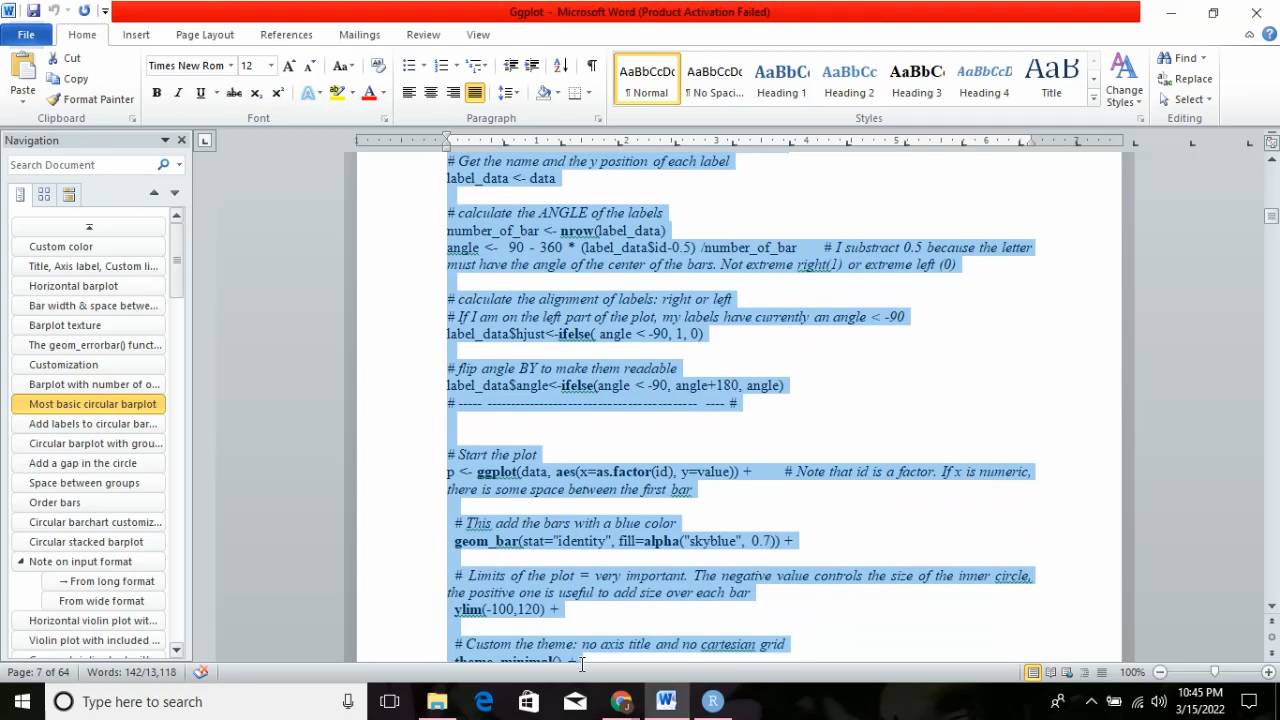 Ggplot - Microsoft Word (Product Activation Failed)
File Home Insert Page Layout References Mailings Review View
Paste
Cut
Copy
Format Painter
Clipboard
Times New Rom 12
Font
Paragraph
AaBbCcDc AaBbCcDc AaBbCc AaBbCc AaBbCc AaBbCcDc AaB
¶ Normal ¶ No Spaci... Heading 1 Heading 2 Heading 3 Heading 4 Title
Change Styles
Styles
Find
Replace
Select
Editing
Navigation
Search Document
Custom color
Title, Axis label, Custom li...
Horizontal barplot
Bar width & space betwe...
Barplot texture
The geom_errorbar() funct...
Customization
Barplot with number of o...
Most basic circular barplot
Add labels to circular bar...
Circular barplot with grou...
Add a gap in the circle
Space between groups
Order bars
Circular barchart customiz...
Circular stacked barplot
Note on input format
→ From long format
From wide format
Horizontal violin plot with...
Violin plot with included ...
1 2 3 4 5 6 7
# Get the name and the y position of each label
label_data <- data
# calculate the ANGLE of the labels
number_of_bar <- nrow(label_data)
angle <- 90 - 360 * (label_data$id-0.5) /number_of_bar # I substract 0.5 because the letter
must have the angle of the center of the bars. Not extreme right(1) or extreme left (0)
# calculate the alignment of labels: right or left
# If I am on the left part of the plot, my labels have currently an angle < -90
label_data$hjust<-ifelse( angle < -90, 1, 0)
# flip angle BY to make them readable
label_data$angle<-ifelse(angle < -90, angle+180, angle)
# ----- ------------------------------------------- ---- #
# Start the plot
p <- ggplot(data, aes(x=as.factor(id), y=value)) + # Note that id is a factor. If x is numeric,
there is some space between the first bar
# This add the bars with a blue color
geom_bar(stat="identity", fill=alpha("skyblue", 0.7)) +
# Limits of the plot = very important. The negative value controls the size of the inner circle,
the positive one is useful to add size over each bar
ylim(-100,120) +
# Custom the theme: no axis title and no cartesian grid
theme_minimal() +
Page: 7 of 64 Words: 142/13,118 100%
Type here to search
10:45 PM
3/15/2022